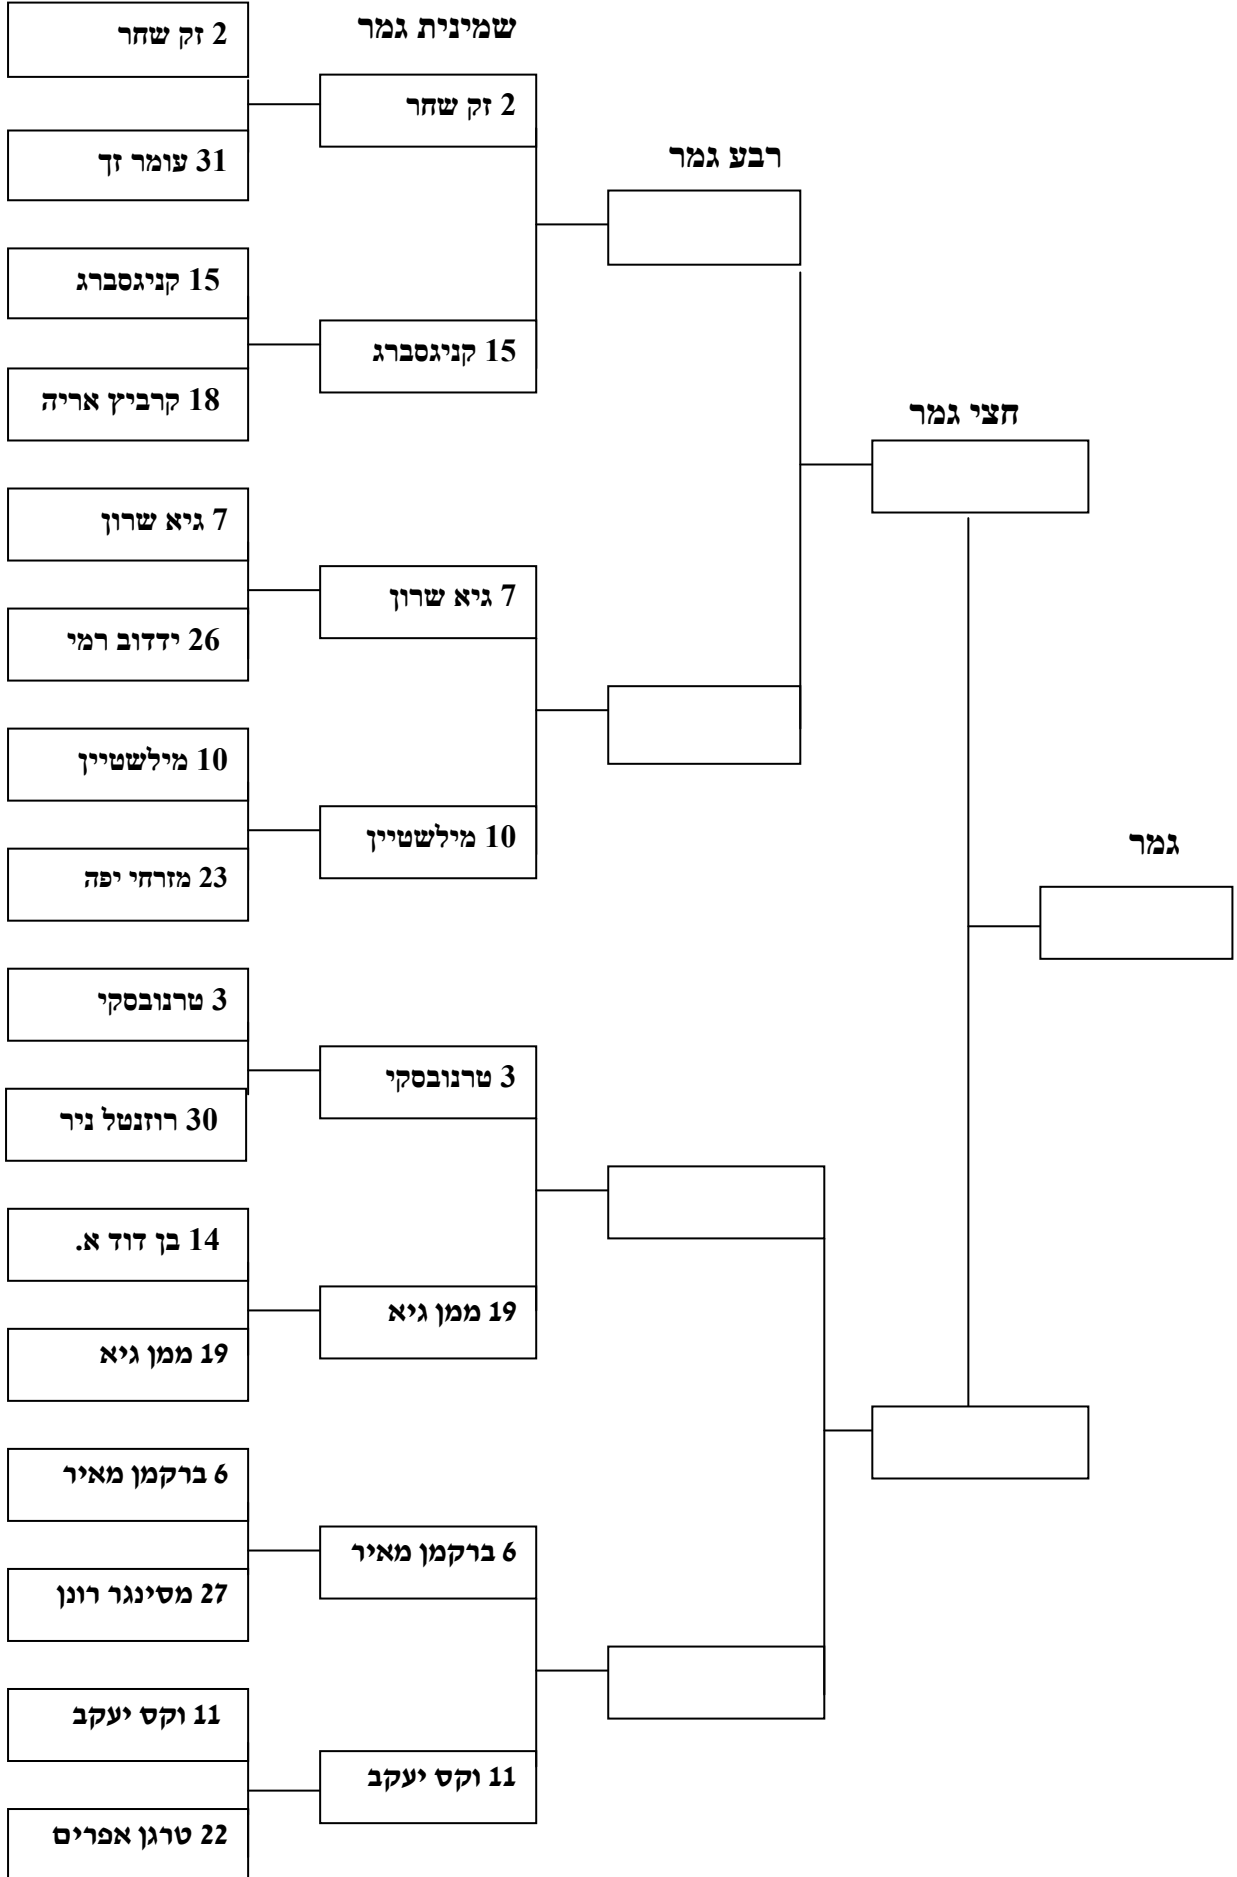 2 זק שחר
שמינית גמר
2 זק שחר
31 עומר זך
רבע גמר
15 קניגסברג
15 קניגסברג
18 קרביץ אריה
חצי גמר
7 גיא שרון
7 גיא שרון
26 ידדוב רמי
10 מילשטיין
10 מילשטיין
23 מזרחי יפה
גמר
3 טרנובסקי
3 טרנובסקי
30 רוזנטל ניר
14 בן דוד א.
19 ממן גיא
19 ממן גיא
6 ברקמן מאיר
6 ברקמן מאיר
27 מסינגר רונן
11 וקס יעקב
11 וקס יעקב
22 טרגן אפרים